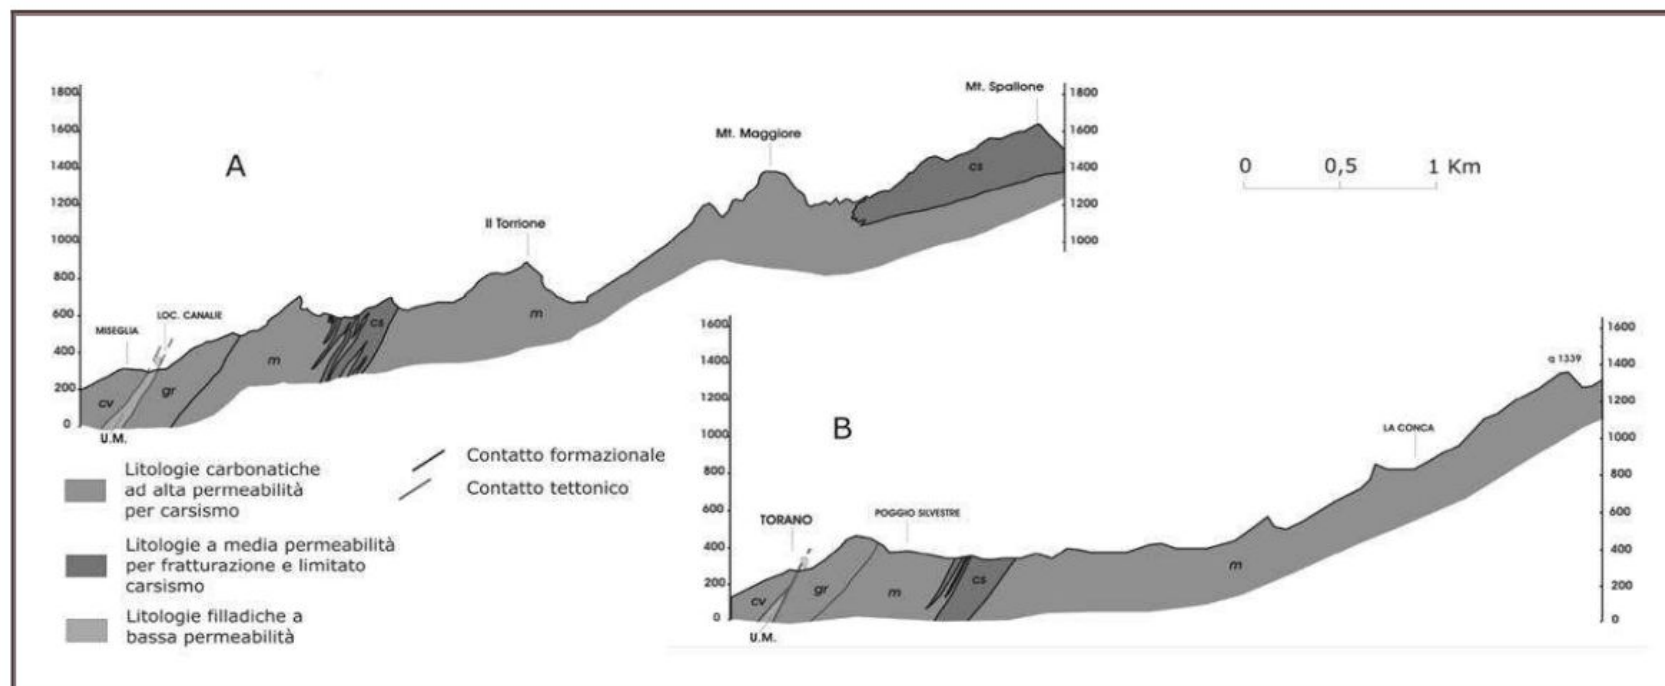 1800
1600
1400
1200
1000
800
600
400
200
0
A
MISEGLIA
LOC. CANALIE
Il Torrione
Mt. Maggiore
Mt. Spallone
cv
gr
m
cs
m
cs
U.M.
1800
1600
1400
1200
1000
0 0,5 1 Km
Litologie carbonatiche
ad alta permeabilità
per carsismo
Litologie a media permeabilità
per fratturazione e limitato
carsismo
Litologie filladiche a
bassa permeabilità
Contatto formazionale
Contatto tettonico
1600
1400
1200
1000
800
600
400
200
0
B
TORANO
POGGIO SILVESTRE
LA CONCA
q 1339
cv
gr
m
cs
m
U.M.
1600
1400
1200
1000
800
600
400
200
0